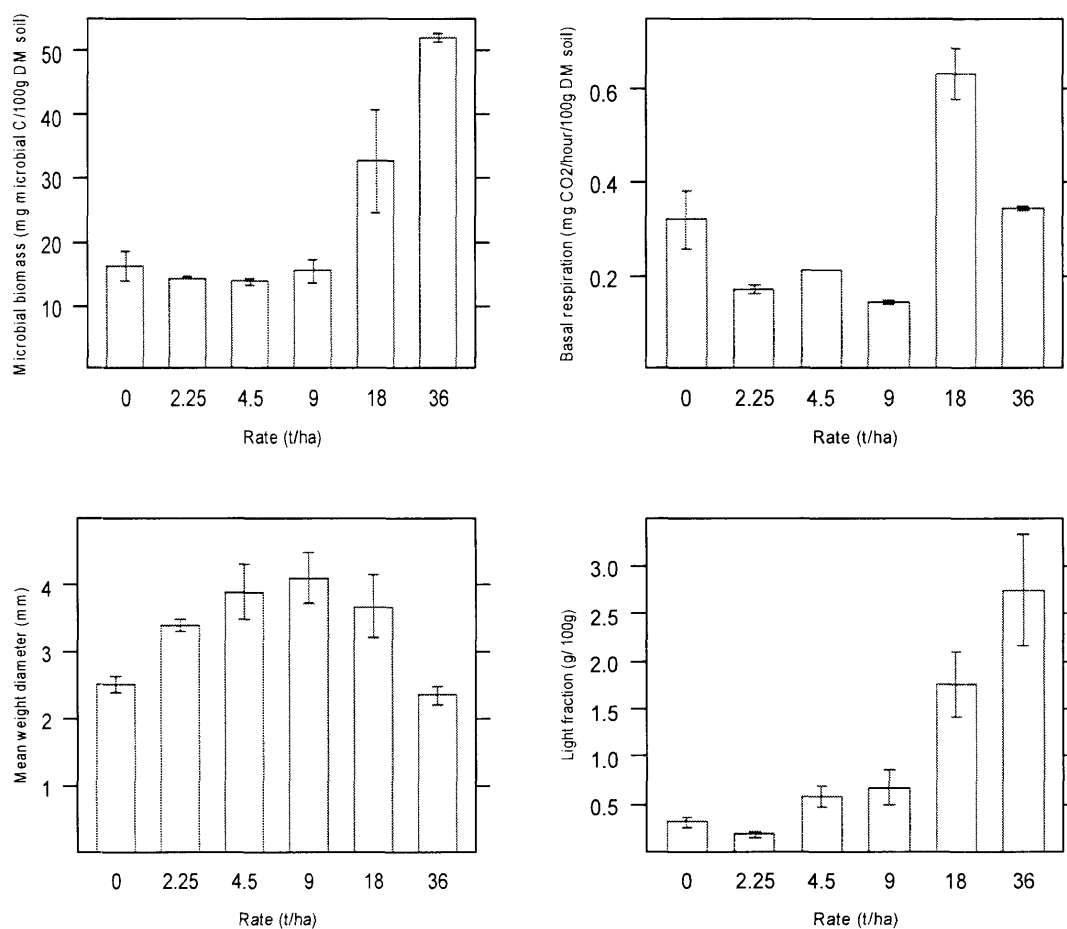 Microbial biomass (mg microbial C/100g DM soil)
50
40
30
20
10
0 2.25 4.5 9 18 36
Rate (t/ha)
Basal respiration (mg CO2/hour/100g DM soil)
0.6
0.4
0.2
0 2.25 4.5 9 18 36
Rate (t/ha)
Mean weight diameter (mm)
4
3
2
1
0 2.25 4.5 9 18 36
Rate (t/ha)
Light fraction (g/ 100g)
3.0
2.5
2.0
1.5
1.0
0.5
0 2.25 4.5 9 18 36
Rate (t/ha)